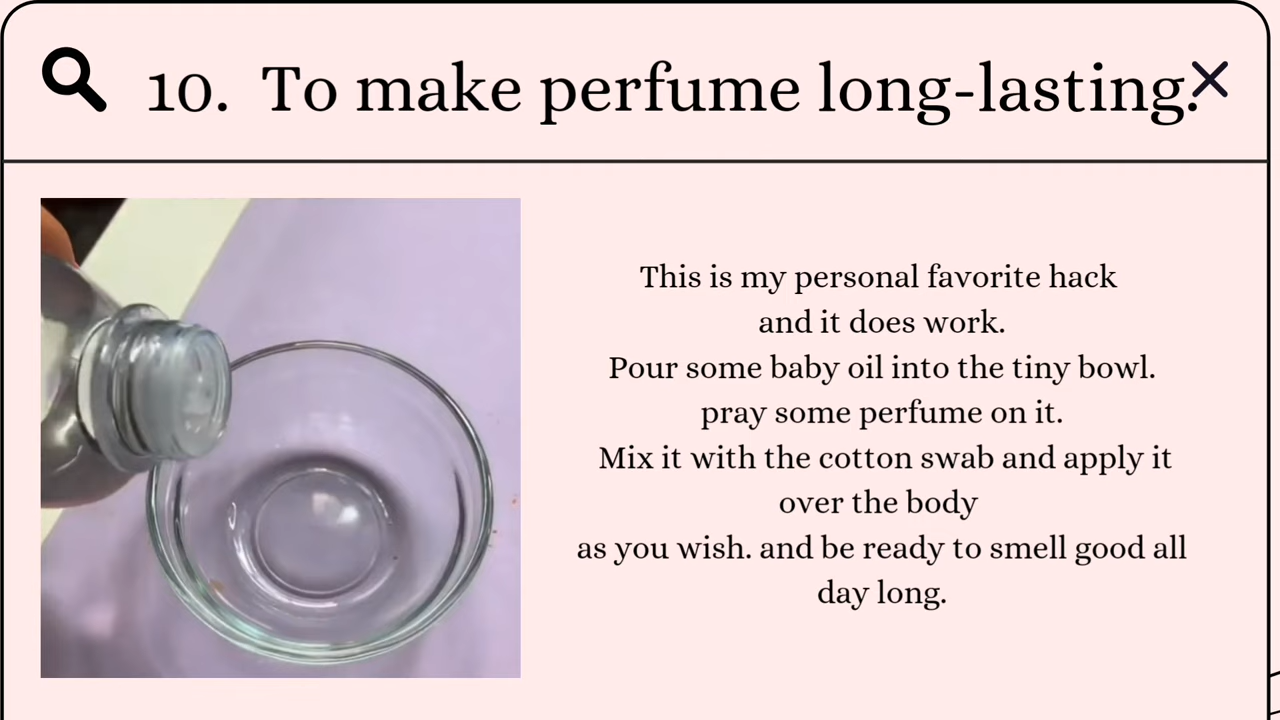 10. To make perfume long-lasting.
This is my personal favorite hack
and it does work.
Pour some baby oil into the tiny bowl.
pray some perfume on it.
Mix it with the cotton swab and apply it
over the body
as you wish. and be ready to smell good all
day long.